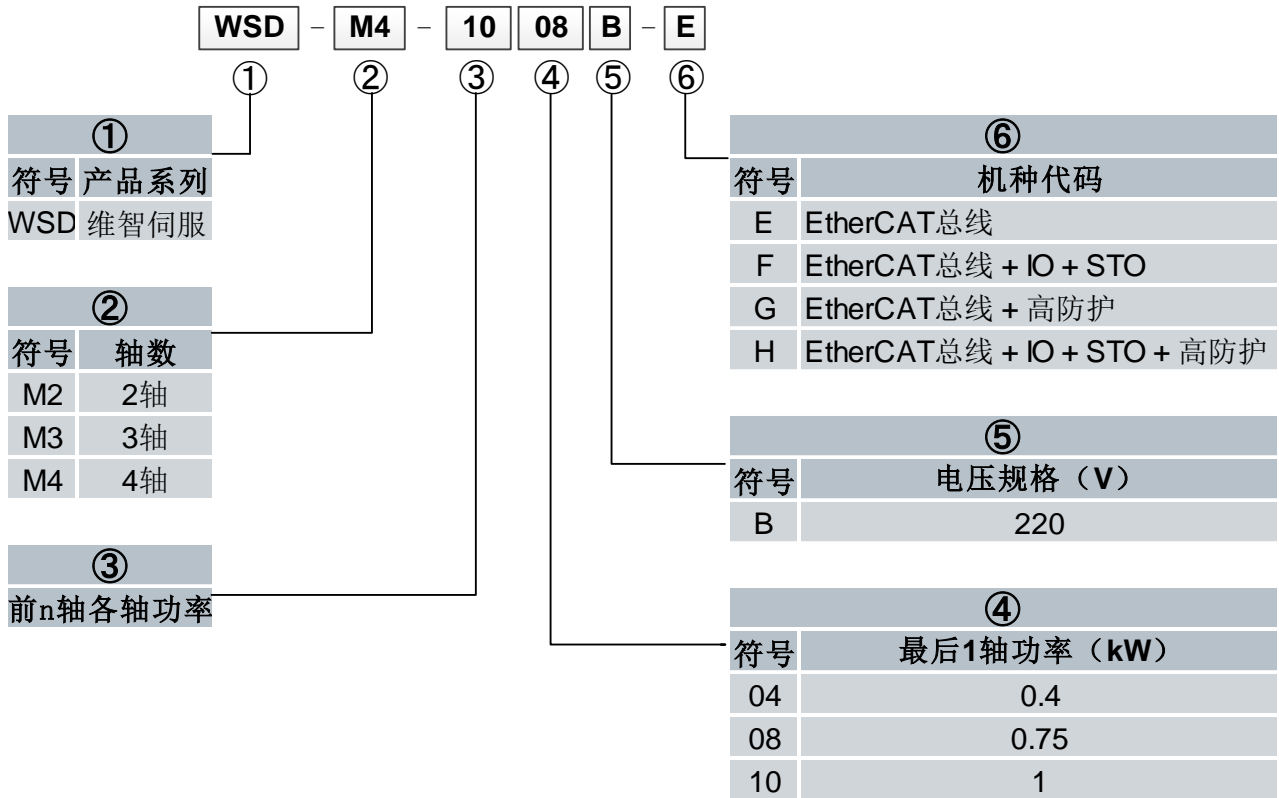 WSD – M4 – 10 08 B – E
① ② ③ ④ ⑤ ⑥
①
符号 产品系列
WSD 维智伺服
②
符号 轴数
M2 2轴
M3 3轴
M4 4轴
③
前n轴各轴功率
⑥
符号 机种代码
E EtherCAT总线
F EtherCAT总线 + IO + STO
G EtherCAT总线 + 高防护
H EtherCAT总线 + IO + STO + 高防护
⑤
符号 电压规格（V）
B 220
④
符号 最后1轴功率（kW）
04 0.4
08 0.75
10 1